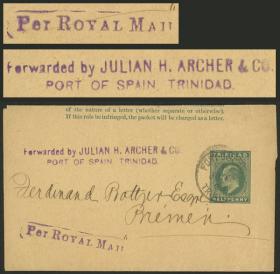 Per ROYAL MAIL
Forwarded by JULIAN H. ARCHER & CO.
PORT OF SPAIN, TRINIDAD.
of the nature of a letter (whether separate or otherwise).
If this rule be infringed, the packet will be charged as a letter.
Forwarded by JULIAN H. ARCHER & CO.
PORT OF SPAIN, TRINIDAD.
TRINIDAD
HALFPENNY
Ferdinand Bottger Esqre
Bremen
Per ROYAL MAIL